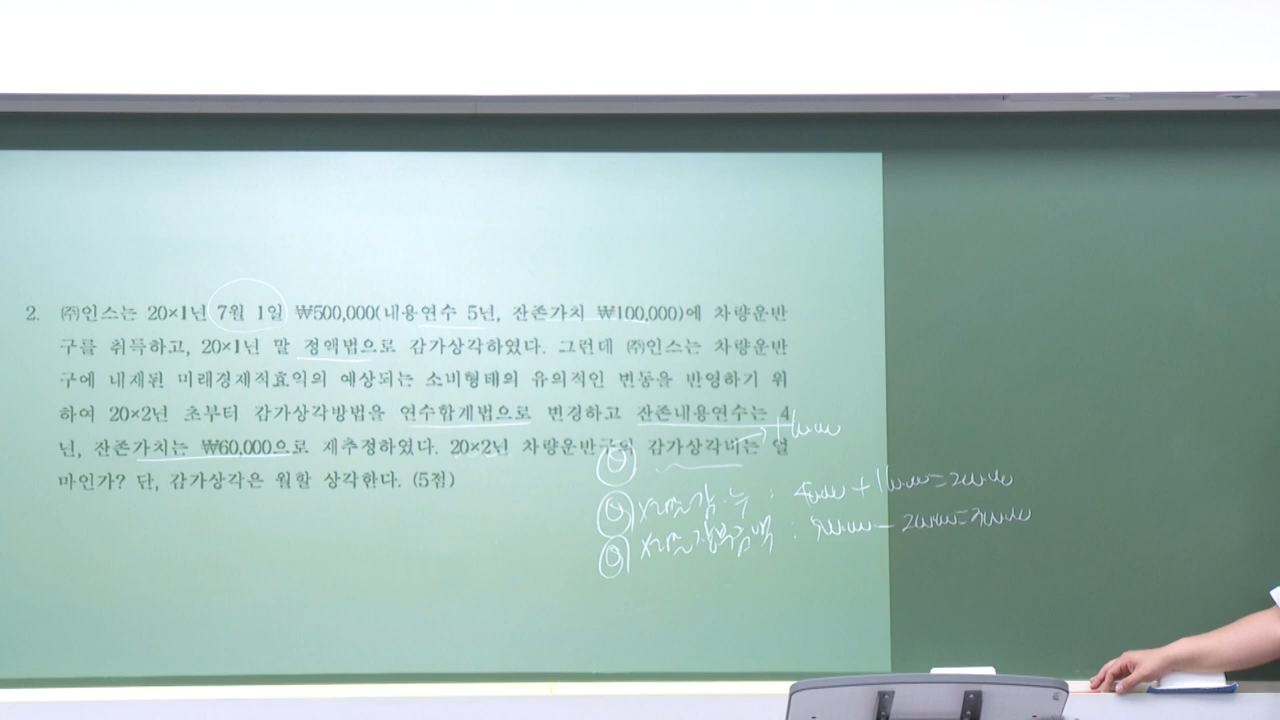 2. ㈜인스는 20×1년 7월 1일 ₩500,000(내용연수 5년, 잔존가치 ₩100,000)에 차량운반
구를 취득하고, 20×1년 말 정액법으로 감가상각하였다. 그런데 ㈜인스는 차량운반
구에 내재된 미래경제적효익의 예상되는 소비형태의 유의적인 변동을 반영하기 위
하여 20×2년 초부터 감가상각방법을 연수합계법으로 변경하고 잔존내용연수는 4
년, 잔존가치는 ₩60,000으로 재추정하였다. 20×2년 차량운반구의 감가상각비는 얼
마인가? 단, 감가상각은 월할 상각한다. (5점)